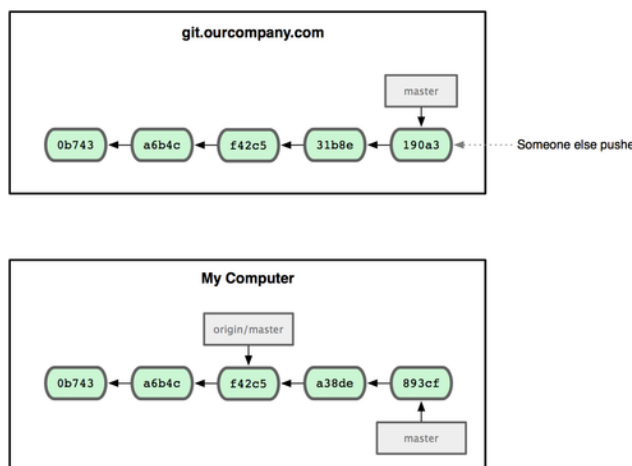 git.ourcompany.com
master
0b743 a6b4c f42c5 31b8e 190a3
Someone else pushe
My Computer
origin/master
0b743 a6b4c f42c5 a38de 893cf
master